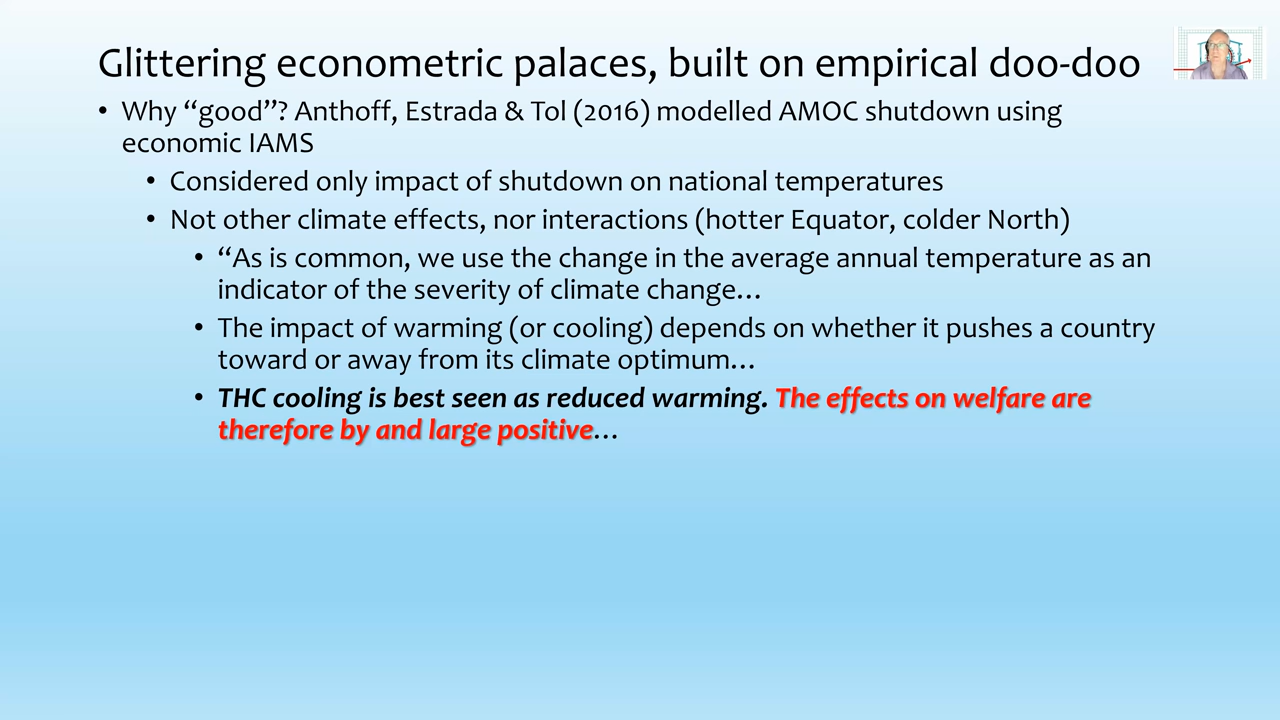 Glittering econometric palaces, built on empirical doo-doo
• Why “good”? Anthoff, Estrada & Tol (2016) modelled AMOC shutdown using
economic IAMS
• Considered only impact of shutdown on national temperatures
• Not other climate effects, nor interactions (hotter Equator, colder North)
• “As is common, we use the change in the average annual temperature as an
indicator of the severity of climate change…
• The impact of warming (or cooling) depends on whether it pushes a country
toward or away from its climate optimum…
• THC cooling is best seen as reduced warming. The effects on welfare are
therefore by and large positive…